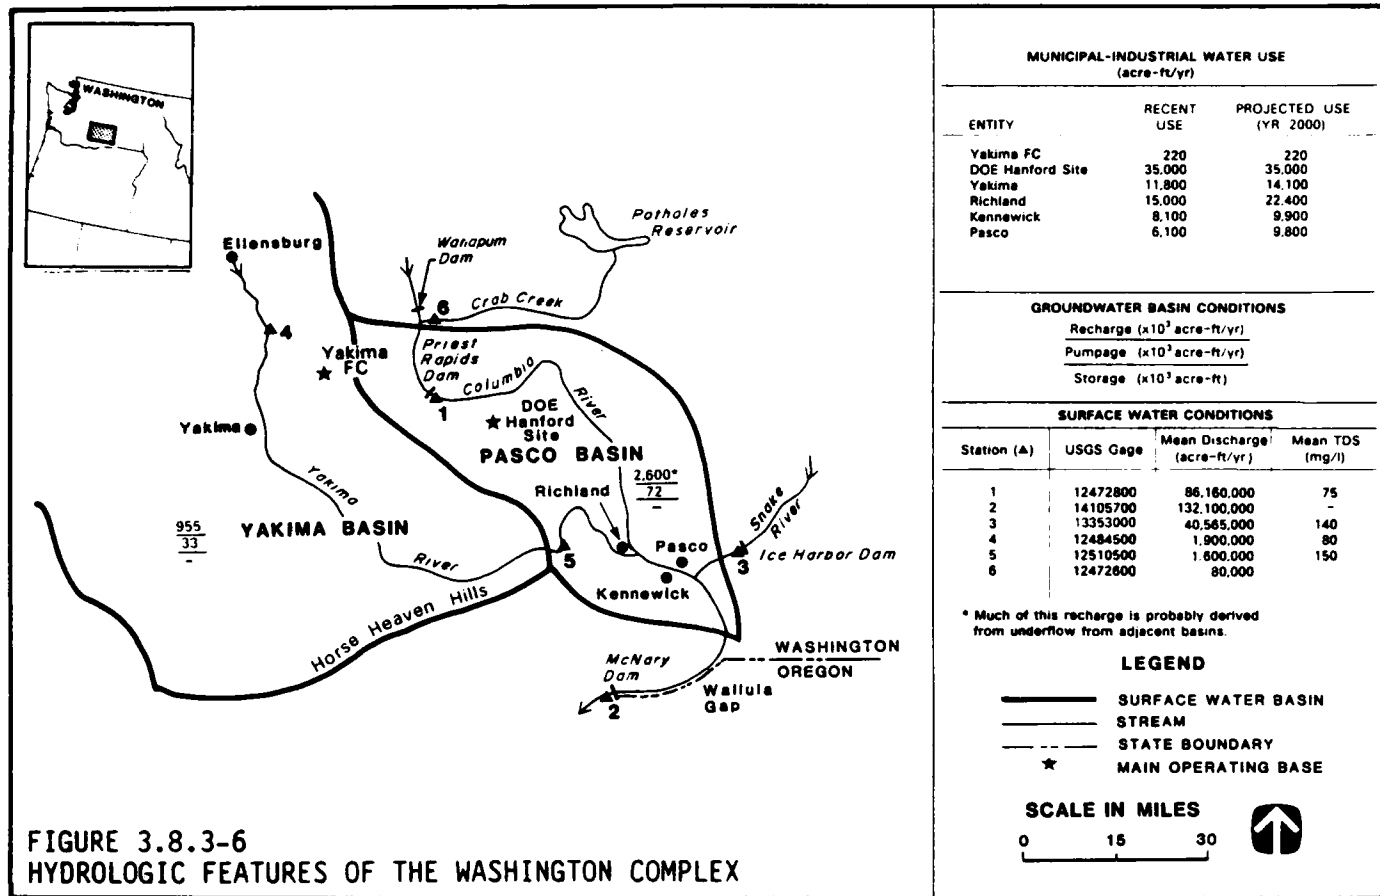 WASHINGTON
Ellensburg
Wanapum
Dam
Potholes
Reservoir
6
Crab Creek
4
Yakima
FC
Priest
Rapids
Dam
Columbia
River
1
DOE
Hanford
Site
PASCO BASIN
Yakima
2,600*
72
-
Richland
Snake
River
Yakima
River
955
33
-
YAKIMA BASIN
5
Pasco
3
Ice Harbor Dam
Kennewick
Horse Heaven Hills
McNary
Dam
WASHINGTON
OREGON
Wallula
Gap
2
FIGURE 3.8.3-6
HYDROLOGIC FEATURES OF THE WASHINGTON COMPLEX
MUNICIPAL-INDUSTRIAL WATER USE
(acre-ft/yr)
ENTITY RECENT USE PROJECTED USE (YR 2000)
Yakima FC 220 220
DOE Hanford Site 35,000 35,000
Yakima 11,800 14,100
Richland 15,000 22,400
Kennewick 8,100 9,900
Pasco 6,100 9,800
GROUNDWATER BASIN CONDITIONS
Recharge (x10³ acre-ft/yr)
Pumpage (x10³ acre-ft/yr)
Storage (x10³ acre-ft)
SURFACE WATER CONDITIONS
Station (▲) USGS Gage Mean Discharge (acre-ft/yr) Mean TDS (mg/l)
1 12472800 86,160,000 75
2 14105700 132,100,000 -
3 13353000 40,565,000 140
4 12484500 1,900,000 80
5 12510500 1,600,000 150
6 12472600 80,000
* Much of this recharge is probably derived
from underflow from adjacent basins.
LEGEND
SURFACE WATER BASIN
STREAM
STATE BOUNDARY
★ MAIN OPERATING BASE
SCALE IN MILES
0 15 30